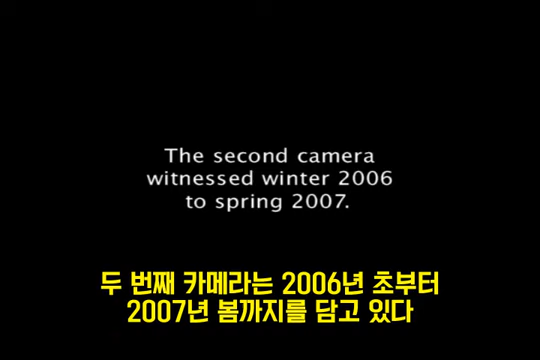 The second camera
witnessed winter 2006
to spring 2007.
두 번째 카메라는 2006년 초부터
2007년 봄까지를 담고 있다